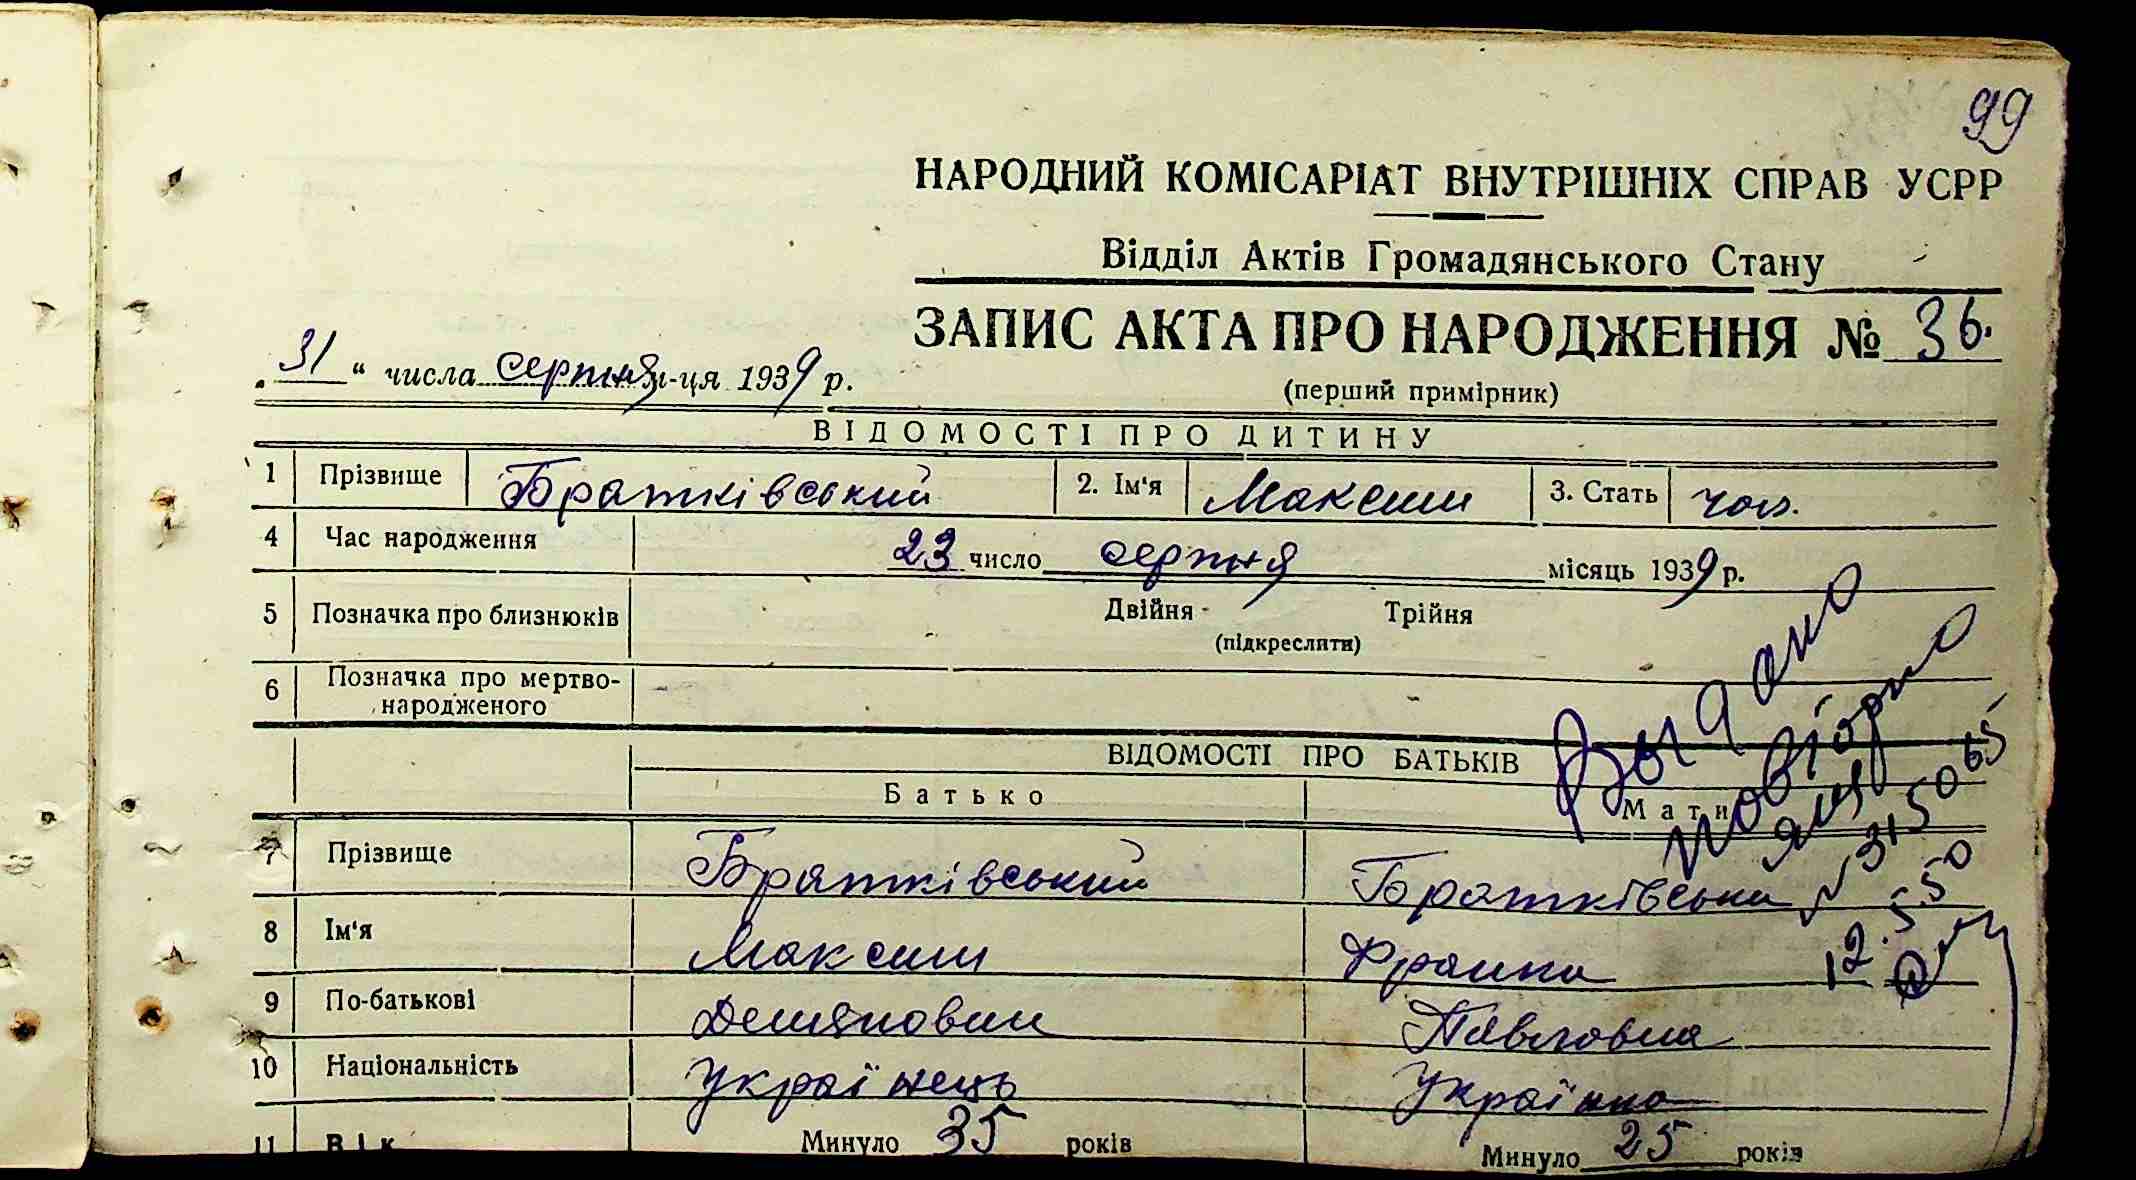 99
НАРОДНИЙ КОМІСАРІАТ ВНУТРІШНІХ СПРАВ УСРР
Відділ Актів Громадянського Стану
ЗАПИС АКТА ПРО НАРОДЖЕННЯ № 36.
„ 31 “ числа серпня м-ця 1939 р.
(перший примірник)
ВІДОМОСТІ ПРО ДИТИНУ
1 Прізвище Братківський 2. Ім'я Максим 3. Стать чол.
4 Час народження 23 число серпня місяць 1939 р.
5 Позначка про близнюків Двійня - Трійня
(підкреслити)
6 Позначка про мертво-
народженого
Видано
повторно
ВІДОМОСТІ ПРО БАТЬКІВ
Батько Мати
7 Прізвище Братківський Братківська
8 Ім'я Максим Франка
9 По-батькові Демянович Павловна
10 Національність Українець Українка
11 Вік Минуло 35 років Минуло 25 років